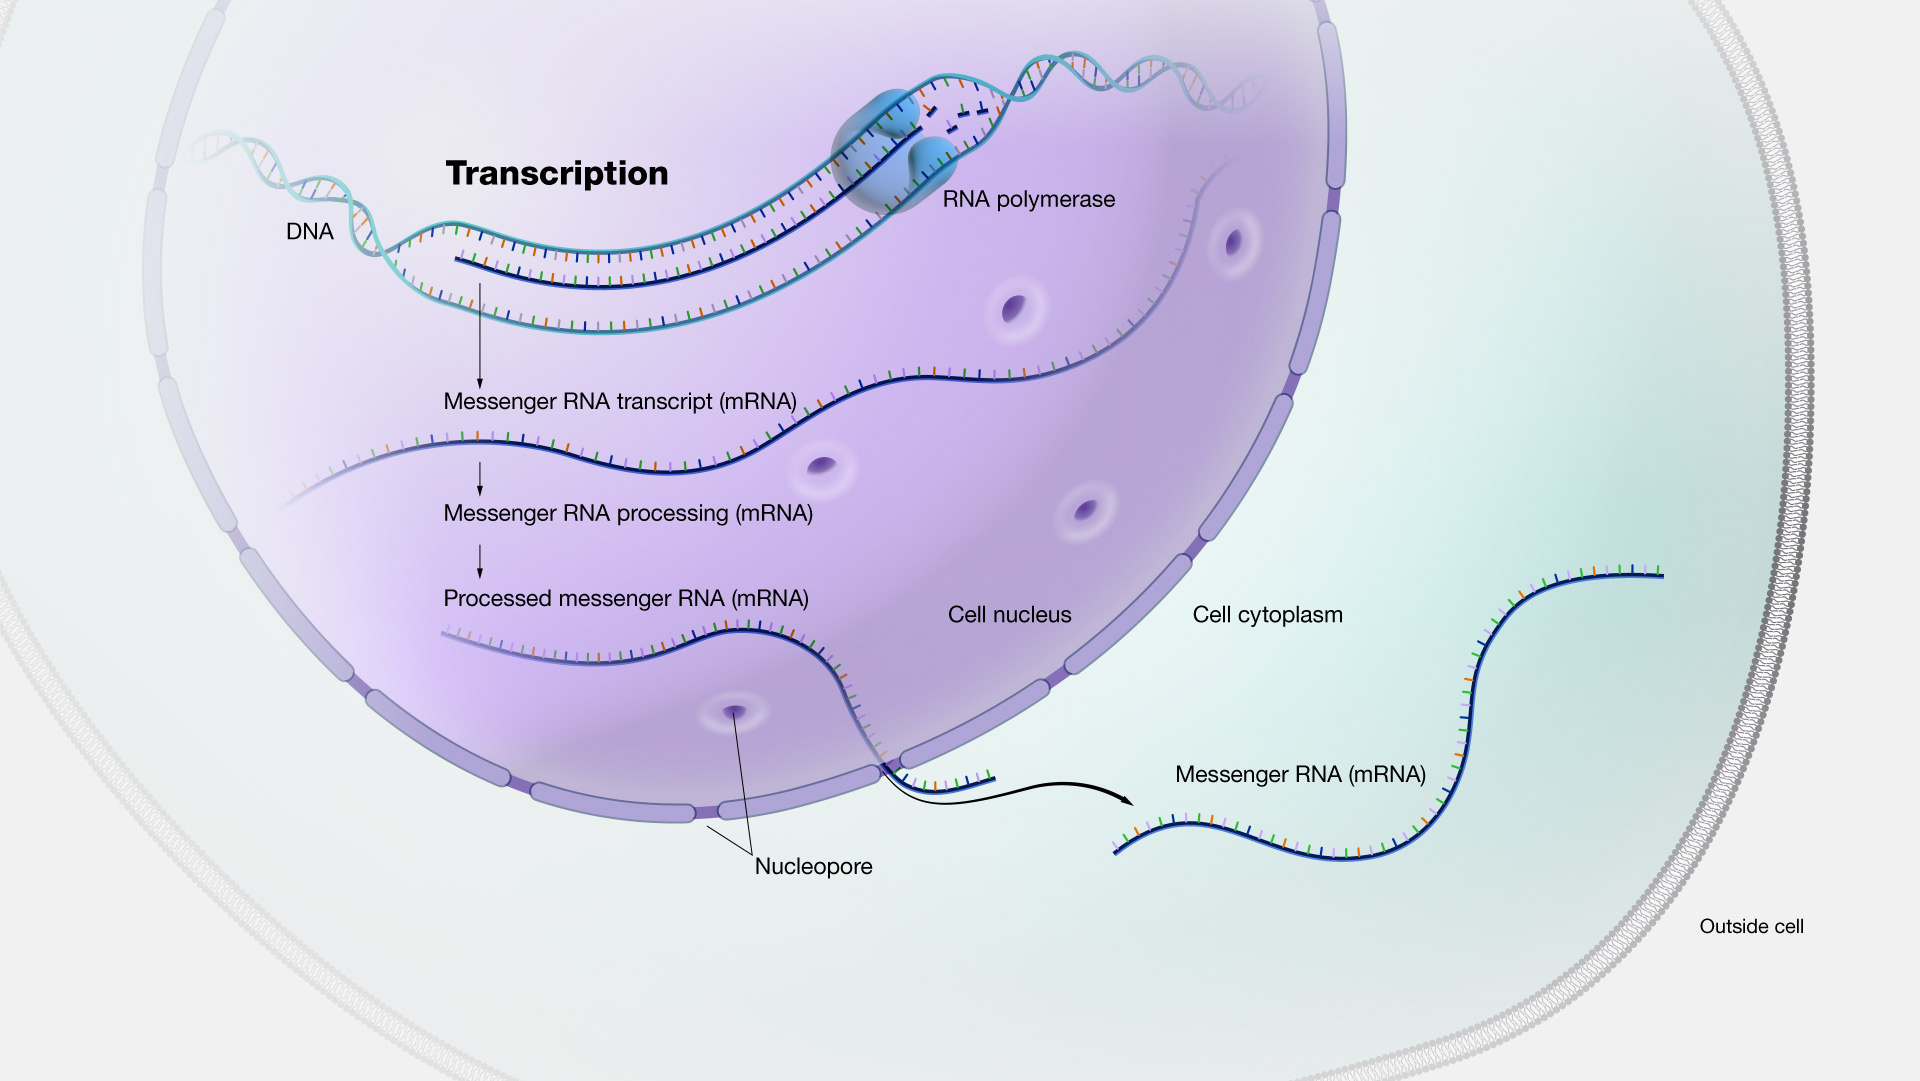 Transcription
RNA polymerase
DNA
Messenger RNA transcript (mRNA)
Messenger RNA processing (mRNA)
Processed messenger RNA (mRNA)
Cell nucleus
Cell cytoplasm
Messenger RNA (mRNA)
Nucleopore
Outside cell